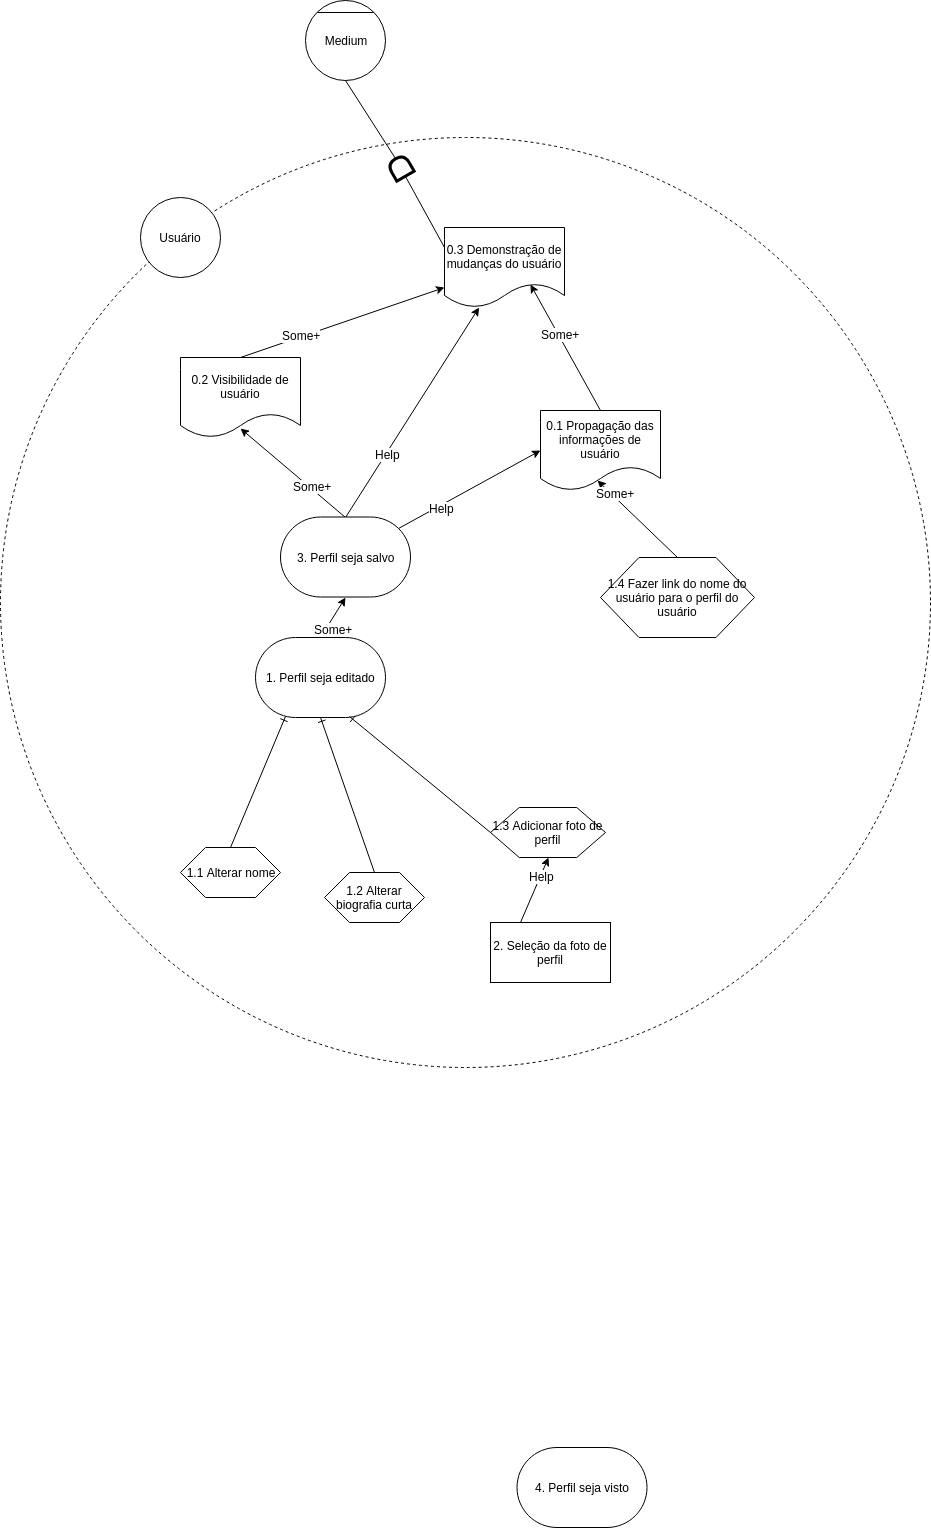 Medium
Usuário
0.3 Demonstração de
mudanças do usuário
Some+
Some+
0.2 Visibilidade de
usuário
0.1 Propagação das
informações de
usuário
Help
Some+
Some+
Help
3. Perfil seja salvo
1.4 Fazer link do nome do
usuário para o perfil do
usuário
Some+
1. Perfil seja editado
1.3 Adicionar foto de
perfil
1.1 Alterar nome
Help
1.2 Alterar
biografia curta
2. Seleção da foto de
perfil
4. Perfil seja visto